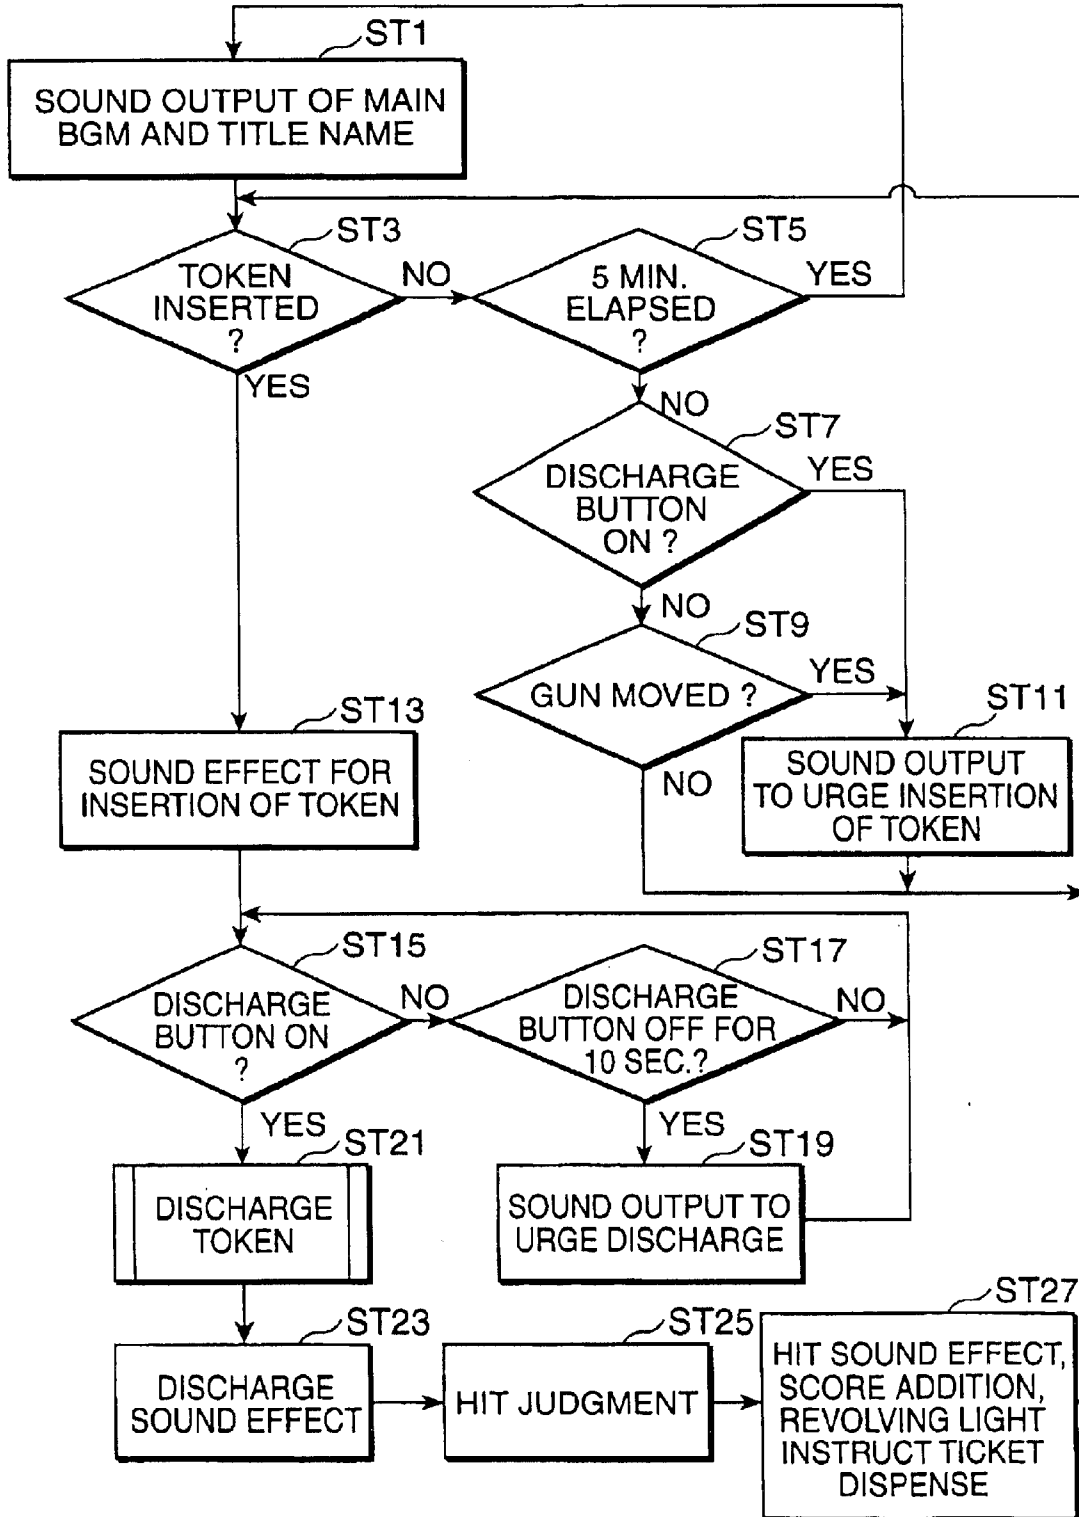 ST1
SOUND OUTPUT OF MAIN
BGM AND TITLE NAME
ST3
TOKEN
INSERTED
?
NO
YES
ST5
5 MIN.
ELAPSED
?
YES
NO
ST7
DISCHARGE
BUTTON
ON ?
YES
NO
ST9
GUN MOVED ?
YES
NO
ST11
SOUND OUTPUT
TO URGE INSERTION
OF TOKEN
ST13
SOUND EFFECT FOR
INSERTION OF TOKEN
ST15
DISCHARGE
BUTTON ON
?
NO
YES
ST17
DISCHARGE
BUTTON OFF FOR
10 SEC.?
NO
YES
ST19
SOUND OUTPUT TO
URGE DISCHARGE
ST21
DISCHARGE
TOKEN
ST23
DISCHARGE
SOUND EFFECT
ST25
HIT JUDGMENT
ST27
HIT SOUND EFFECT,
SCORE ADDITION,
REVOLVING LIGHT
INSTRUCT TICKET
DISPENSE